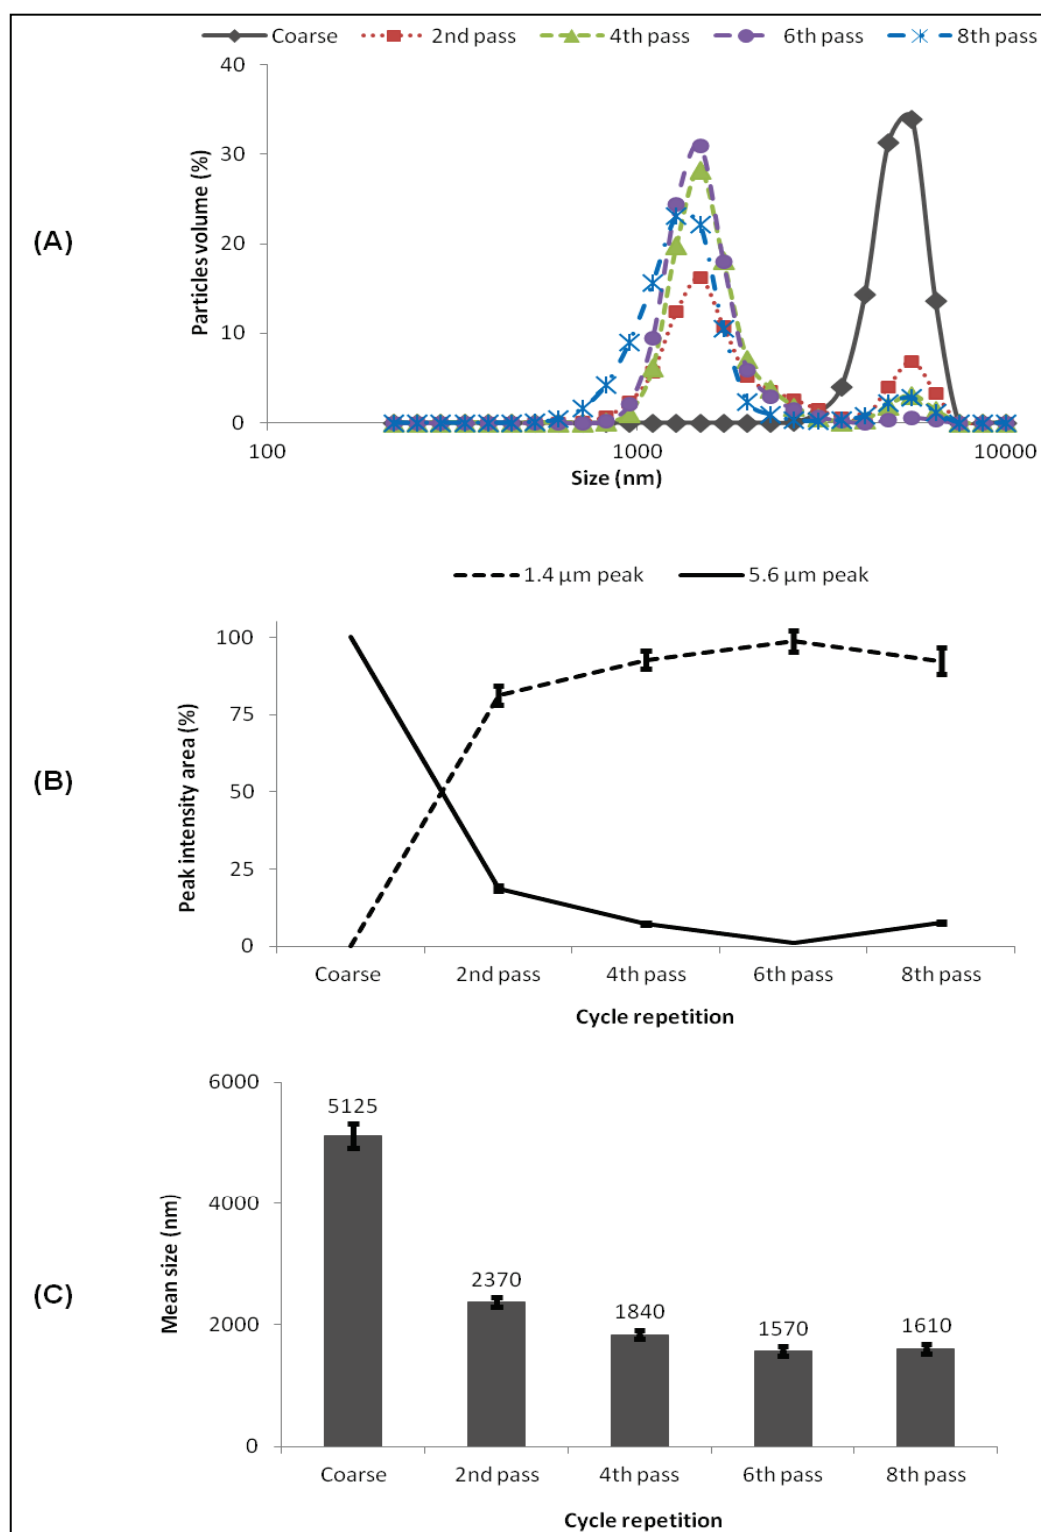 Coarse 2nd pass 4th pass 6th pass 8th pass
40
30
20
10
0
Particles volume (%)
(A)
100 1000 10000
Size (nm)
1.4 µm peak 5.6 µm peak
100
75
50
25
0
Peak intensity area (%)
(B)
Coarse 2nd pass 4th pass 6th pass 8th pass
Cycle repetition
6000
4000
2000
0
Mean size (nm)
(C)
5125
2370
1840
1570
1610
Coarse 2nd pass 4th pass 6th pass 8th pass
Cycle repetition